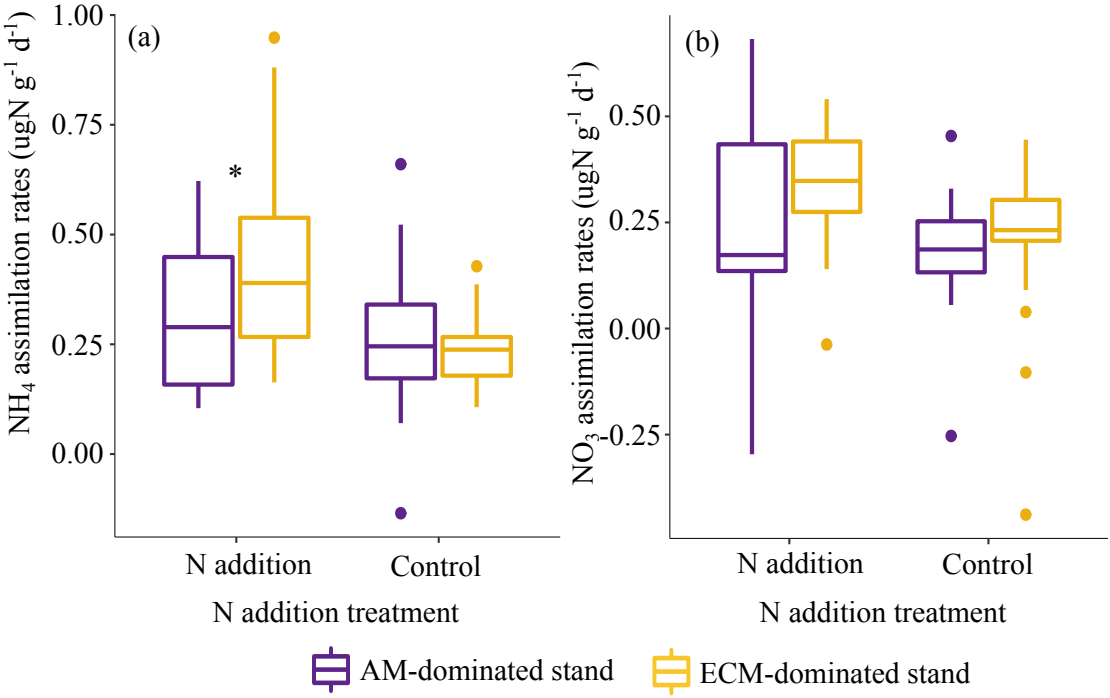 (a)
NH₄ assimilation rates (ugN g⁻¹ d⁻¹)
1.00
0.75
0.50
0.25
0.00
*
N addition
Control
N addition treatment
(b)
NO₃ assimilation rates (ugN g⁻¹ d⁻¹)
0.50
0.25
0.00
-0.25
N addition
Control
N addition treatment
AM-dominated stand
ECM-dominated stand